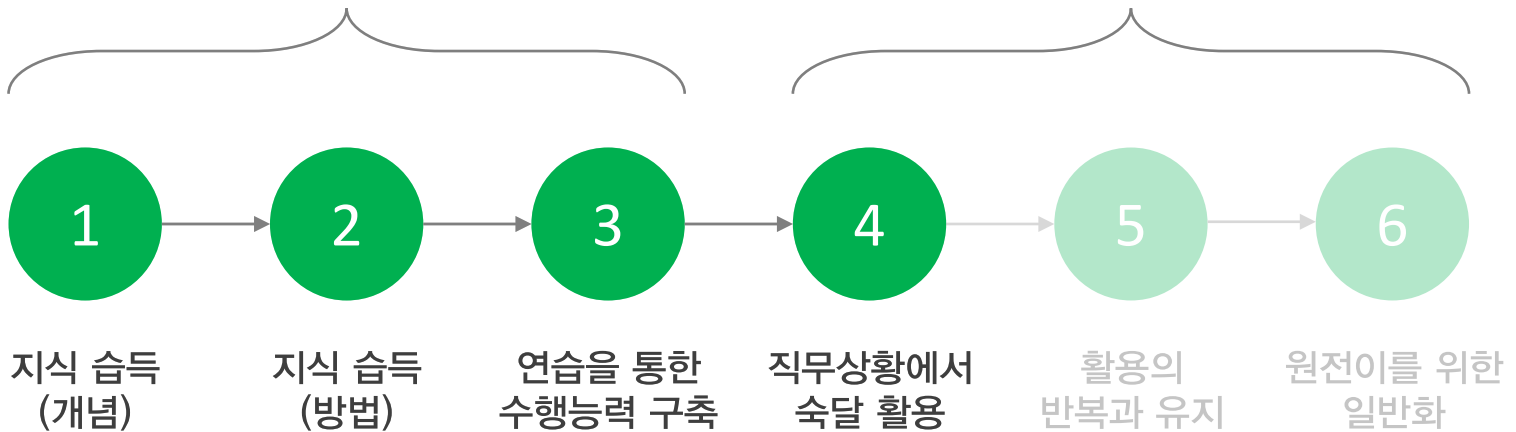 1
2
3
4
5
6
지식 습득
(개념)
지식 습득
(방법)
연습을 통한
수행능력 구축
직무상황에서
숙달 활용
활용의
반복과 유지
원전이를 위한
일반화